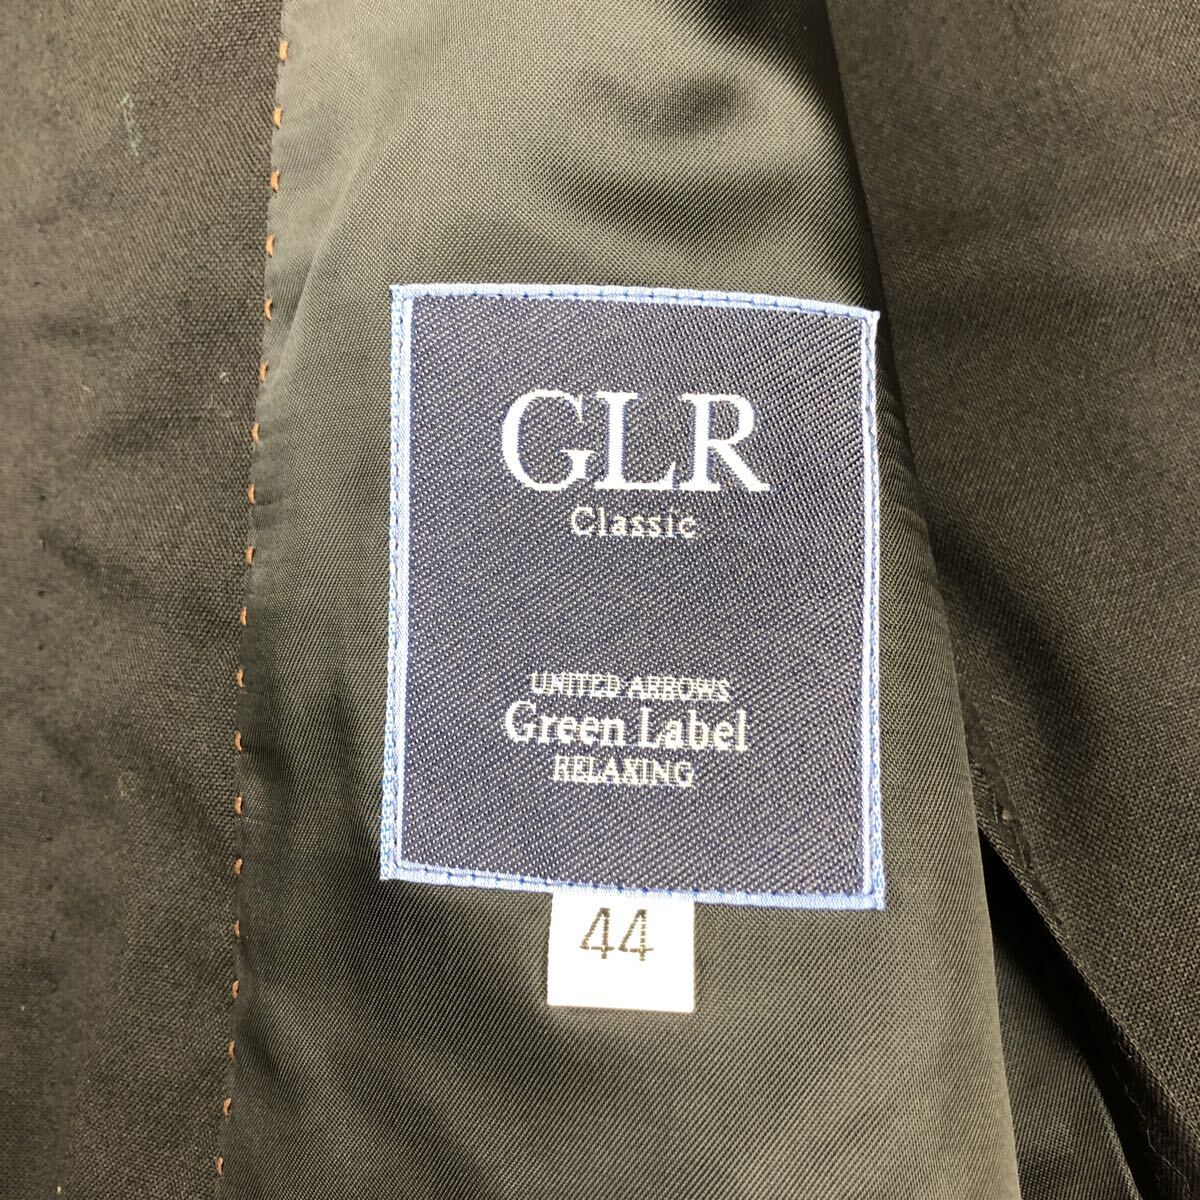 GLR
Classic
UNITED ARROWS
Green Label
RELAXING
44